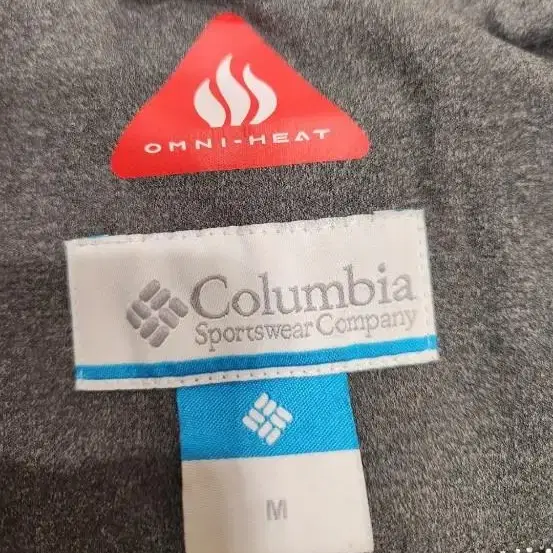 OMNI-HEAT
Columbia
Sportswear Company
M